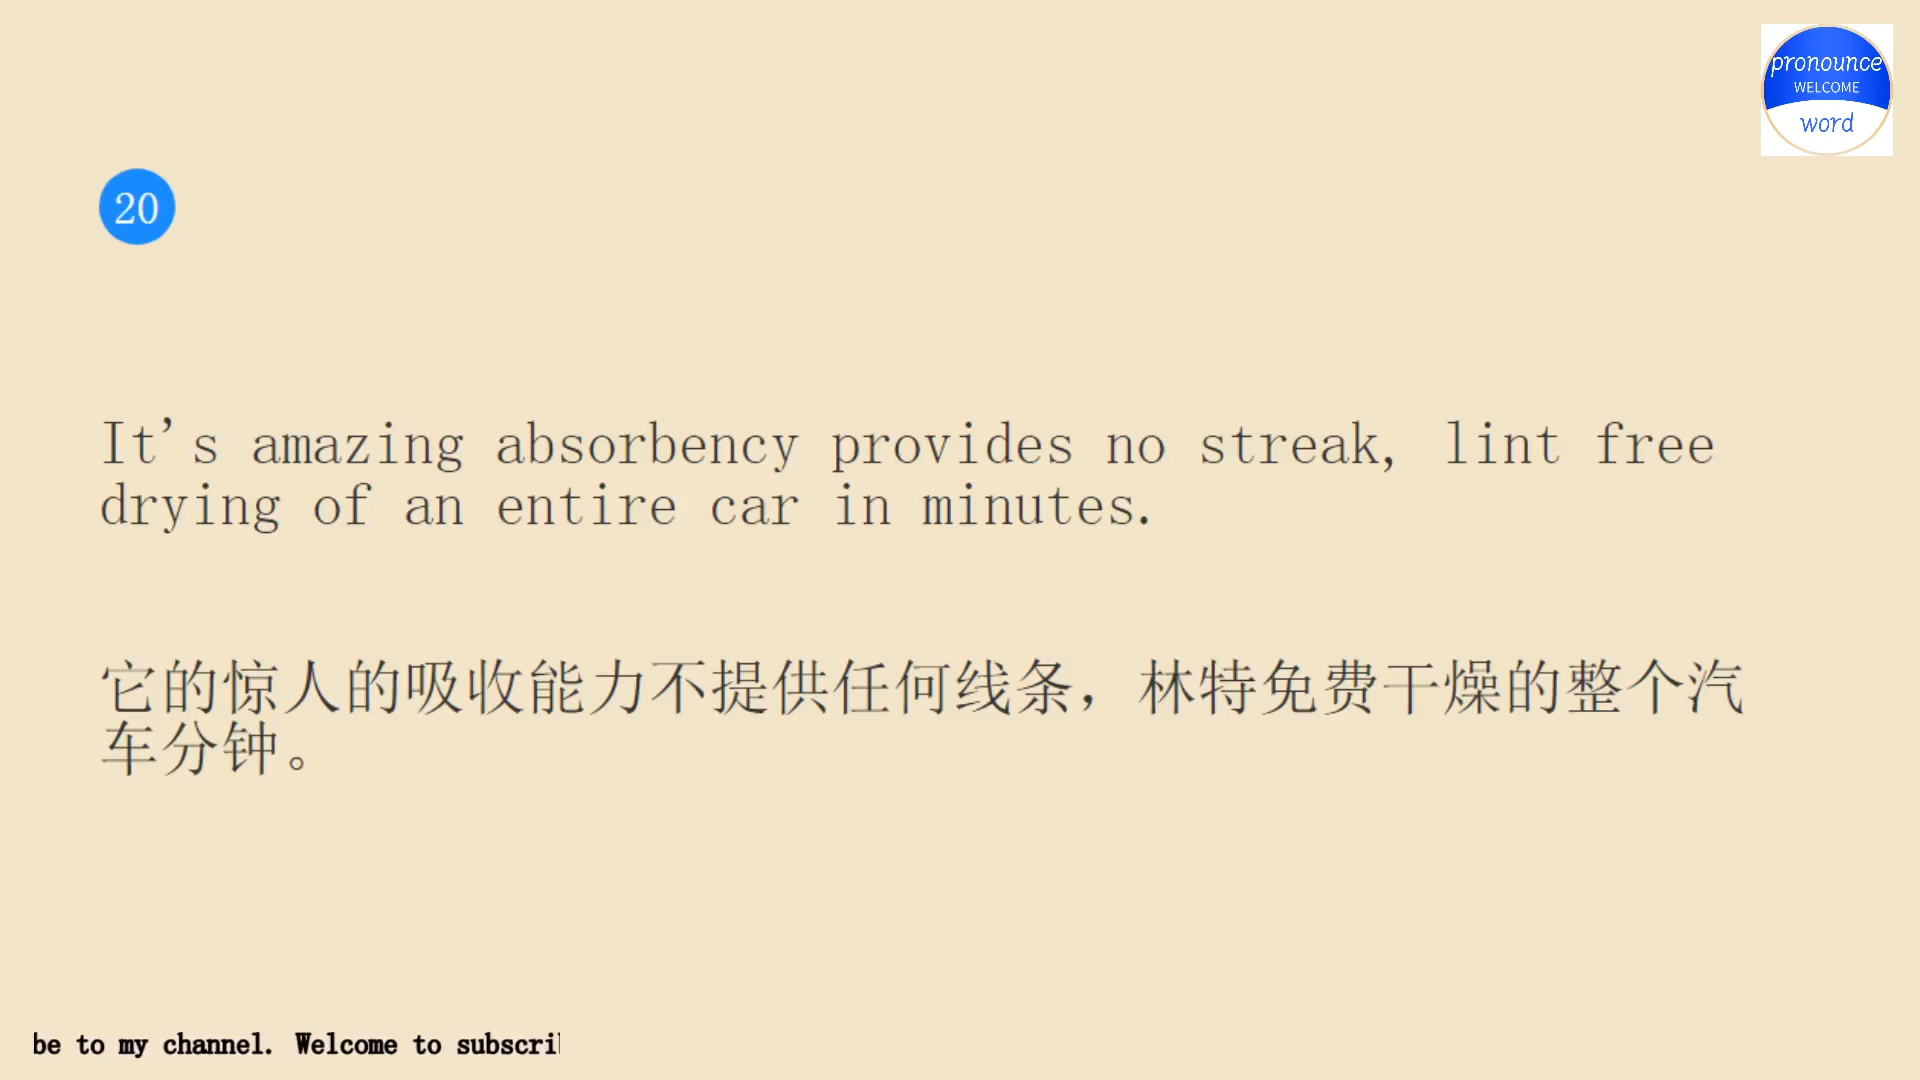 pronounce
WELCOME
word
20
It's amazing absorbency provides no streak, lint free
drying of an entire car in minutes.
它的惊人的吸收能力不提供任何线条，林特免费干燥的整个汽
车分钟。
be to my channel. Welcome to subscri